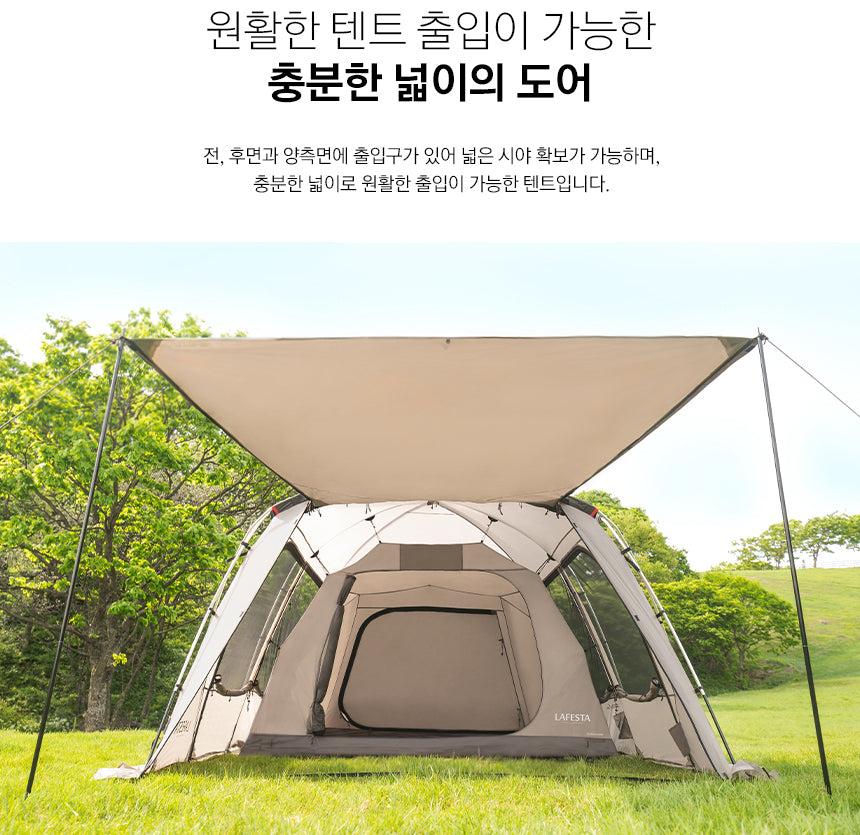 원활한 텐트 출입이 가능한
충분한 넓이의 도어
전, 후면과 양측면에 출입구가 있어 넓은 시야 확보가 가능하며,
충분한 넓이로 원활한 출입이 가능한 텐트입니다.
LAFESTA